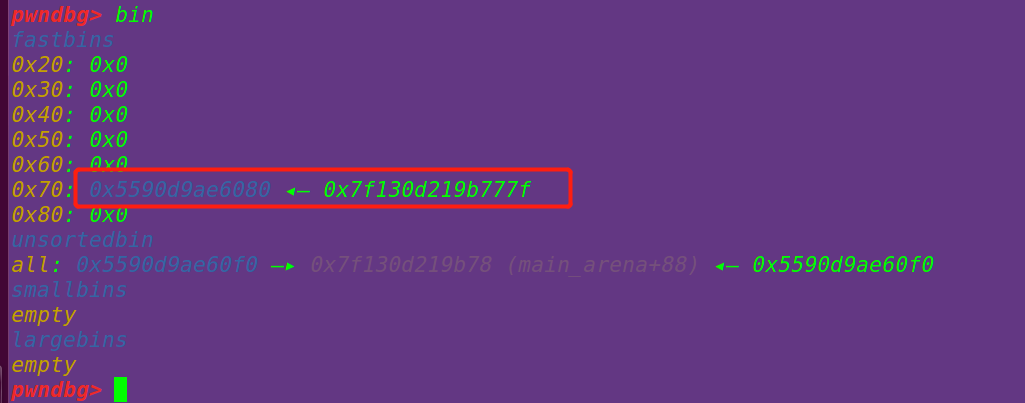 pwndbg> bin
fastbins
0x20: 0x0
0x30: 0x0
0x40: 0x0
0x50: 0x0
0x60: 0x0
0x70: 0x5590d9ae6080 ◂— 0x7f130d219b777f
0x80: 0x0
unsortedbin
all: 0x5590d9ae60f0 —▸ 0x7f130d219b78 (main_arena+88) ◂— 0x5590d9ae60f0
smallbins
empty
largebins
empty
pwndbg>